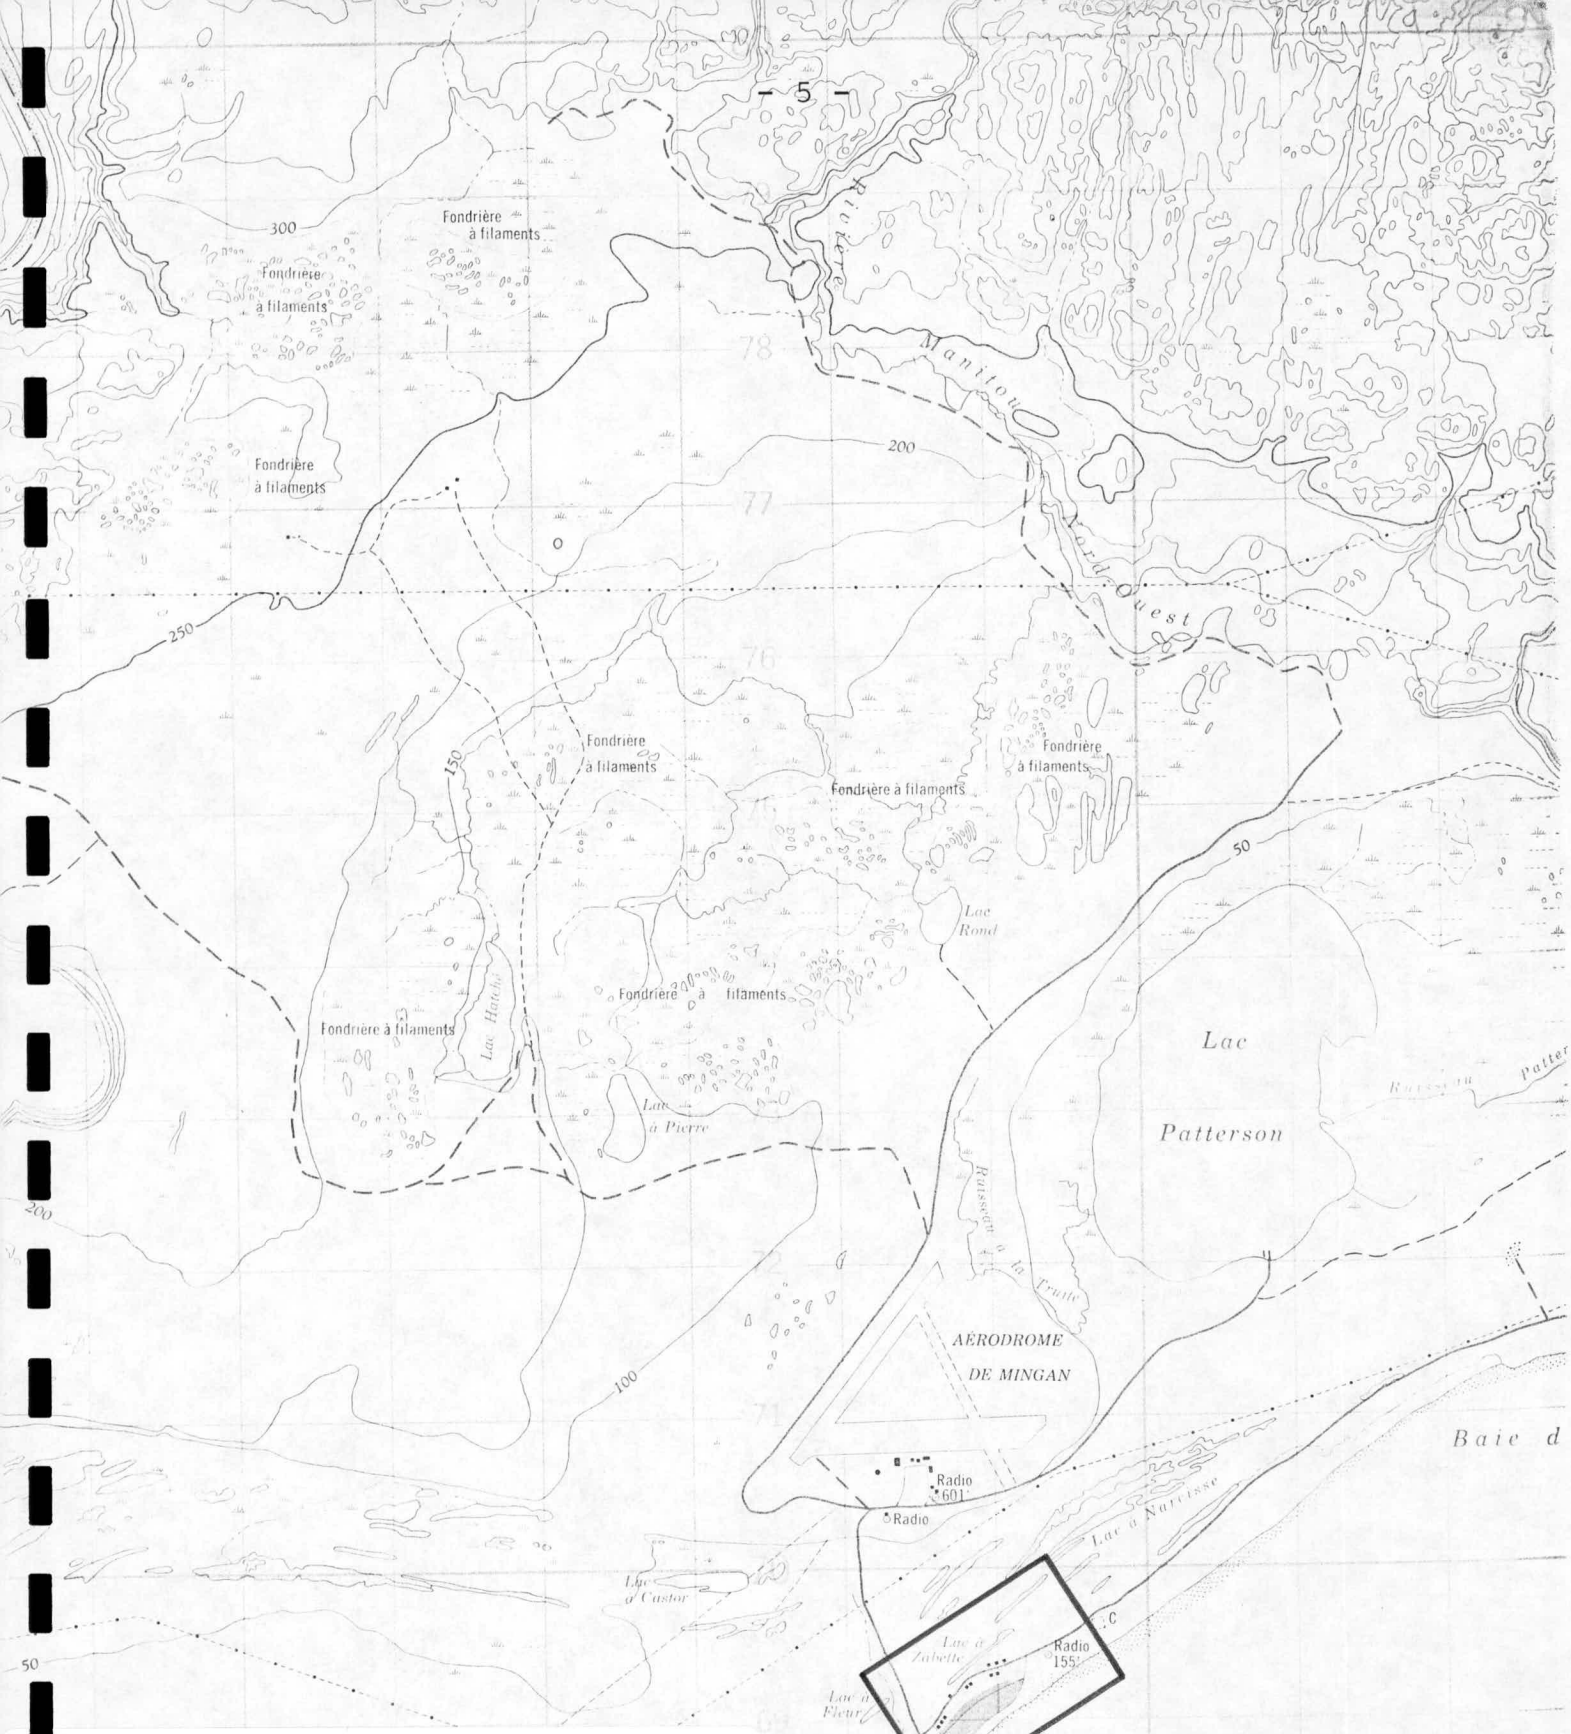 - 5 -
Rivière
Fondrière
à filaments
300
Fondrière
à filaments
78
Manitou
200
Fondrière
à filaments
77
Nord Ouest
250
76
Fondrière
à filaments
150
Fondrière
à filaments
Fondrière à filaments
50
Lac
Rond
Fondrière à filaments
Lac Hatché
Fondrière à filaments
Lac
Patterson
Ruisseau Patter
Lac
à Pierre
200
Ruisseau à la Truite
72
AÉRODROME
DE MINGAN
100
71
Baie d
Radio
601'
Radio
Lac à Narcisse
Lac
à Castor
C
Lac à
Zabette
Radio
155'
50
Lac à
Fleur